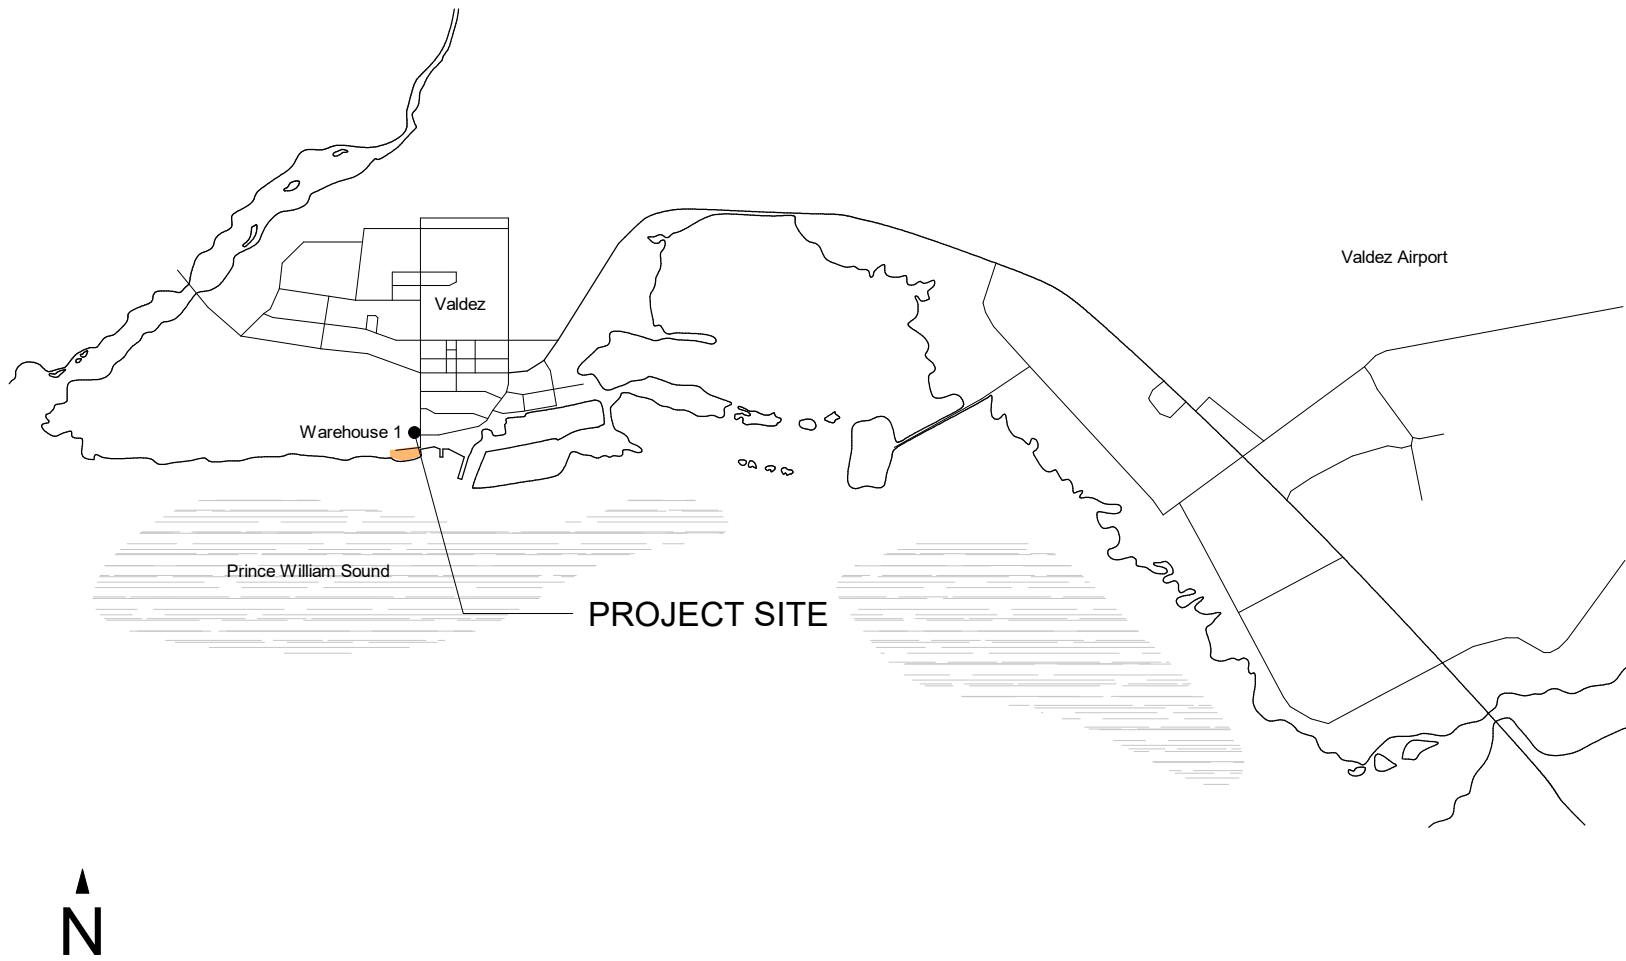 Valdez Airport
Valdez
Warehouse 1
Prince William Sound
PROJECT SITE
N